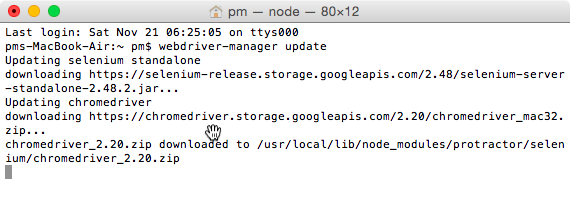 pm — node — 80×12
Last login: Sat Nov 21 06:25:05 on ttys000
pms-MacBook-Air:~ pm$ webdriver-manager update
Updating selenium standalone
downloading https://selenium-release.storage.googleapis.com/2.48/selenium-server
-standalone-2.48.2.jar...
Updating chromedriver
downloading https://chromedriver.storage.googleapis.com/2.20/chromedriver_mac32.
zip...
chromedriver_2.20.zip downloaded to /usr/local/lib/node_modules/protractor/selen
ium/chromedriver_2.20.zip